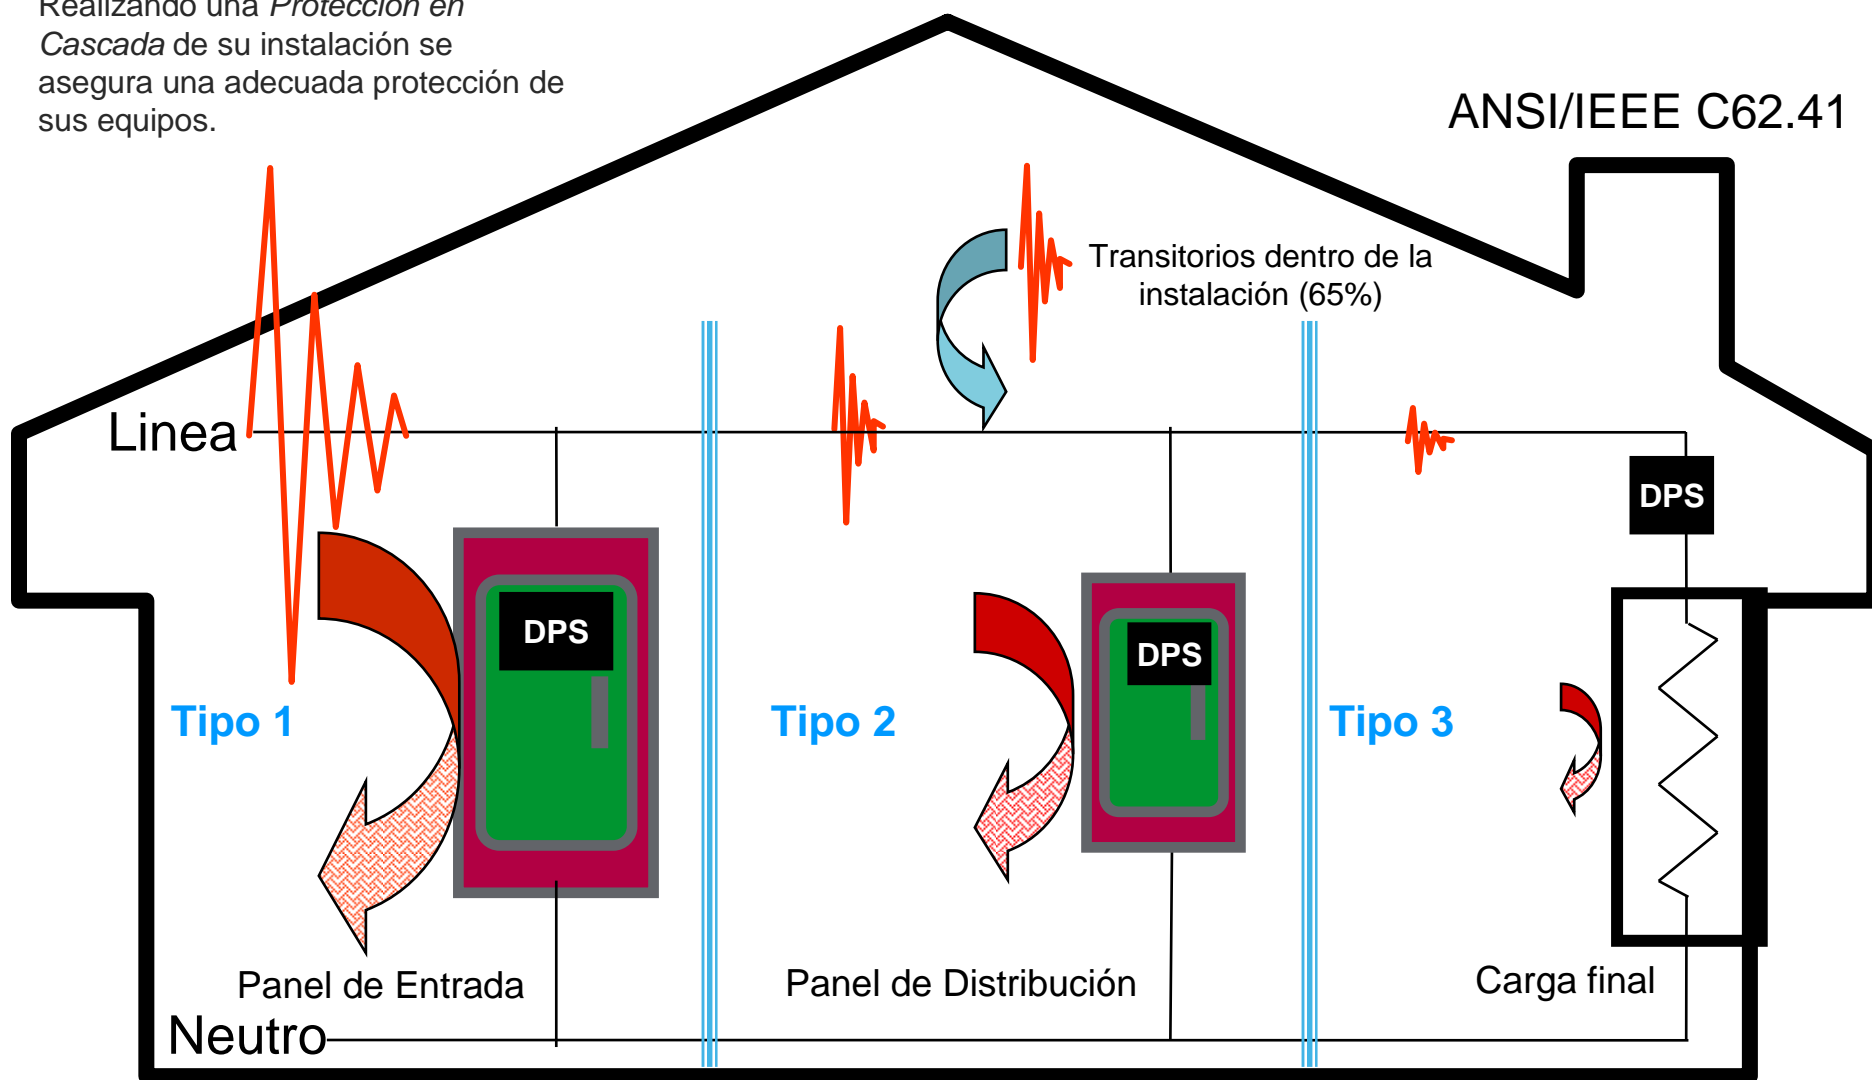 Realizando una Protección en
Cascada de su instalación se
asegura una adecuada protección de
sus equipos.
ANSI/IEEE C62.41
Transitorios dentro de la
instalación (65%)
Linea
DPS
DPS
DPS
Tipo 1
Tipo 2
Tipo 3
Panel de Entrada
Panel de Distribución
Carga final
Neutro